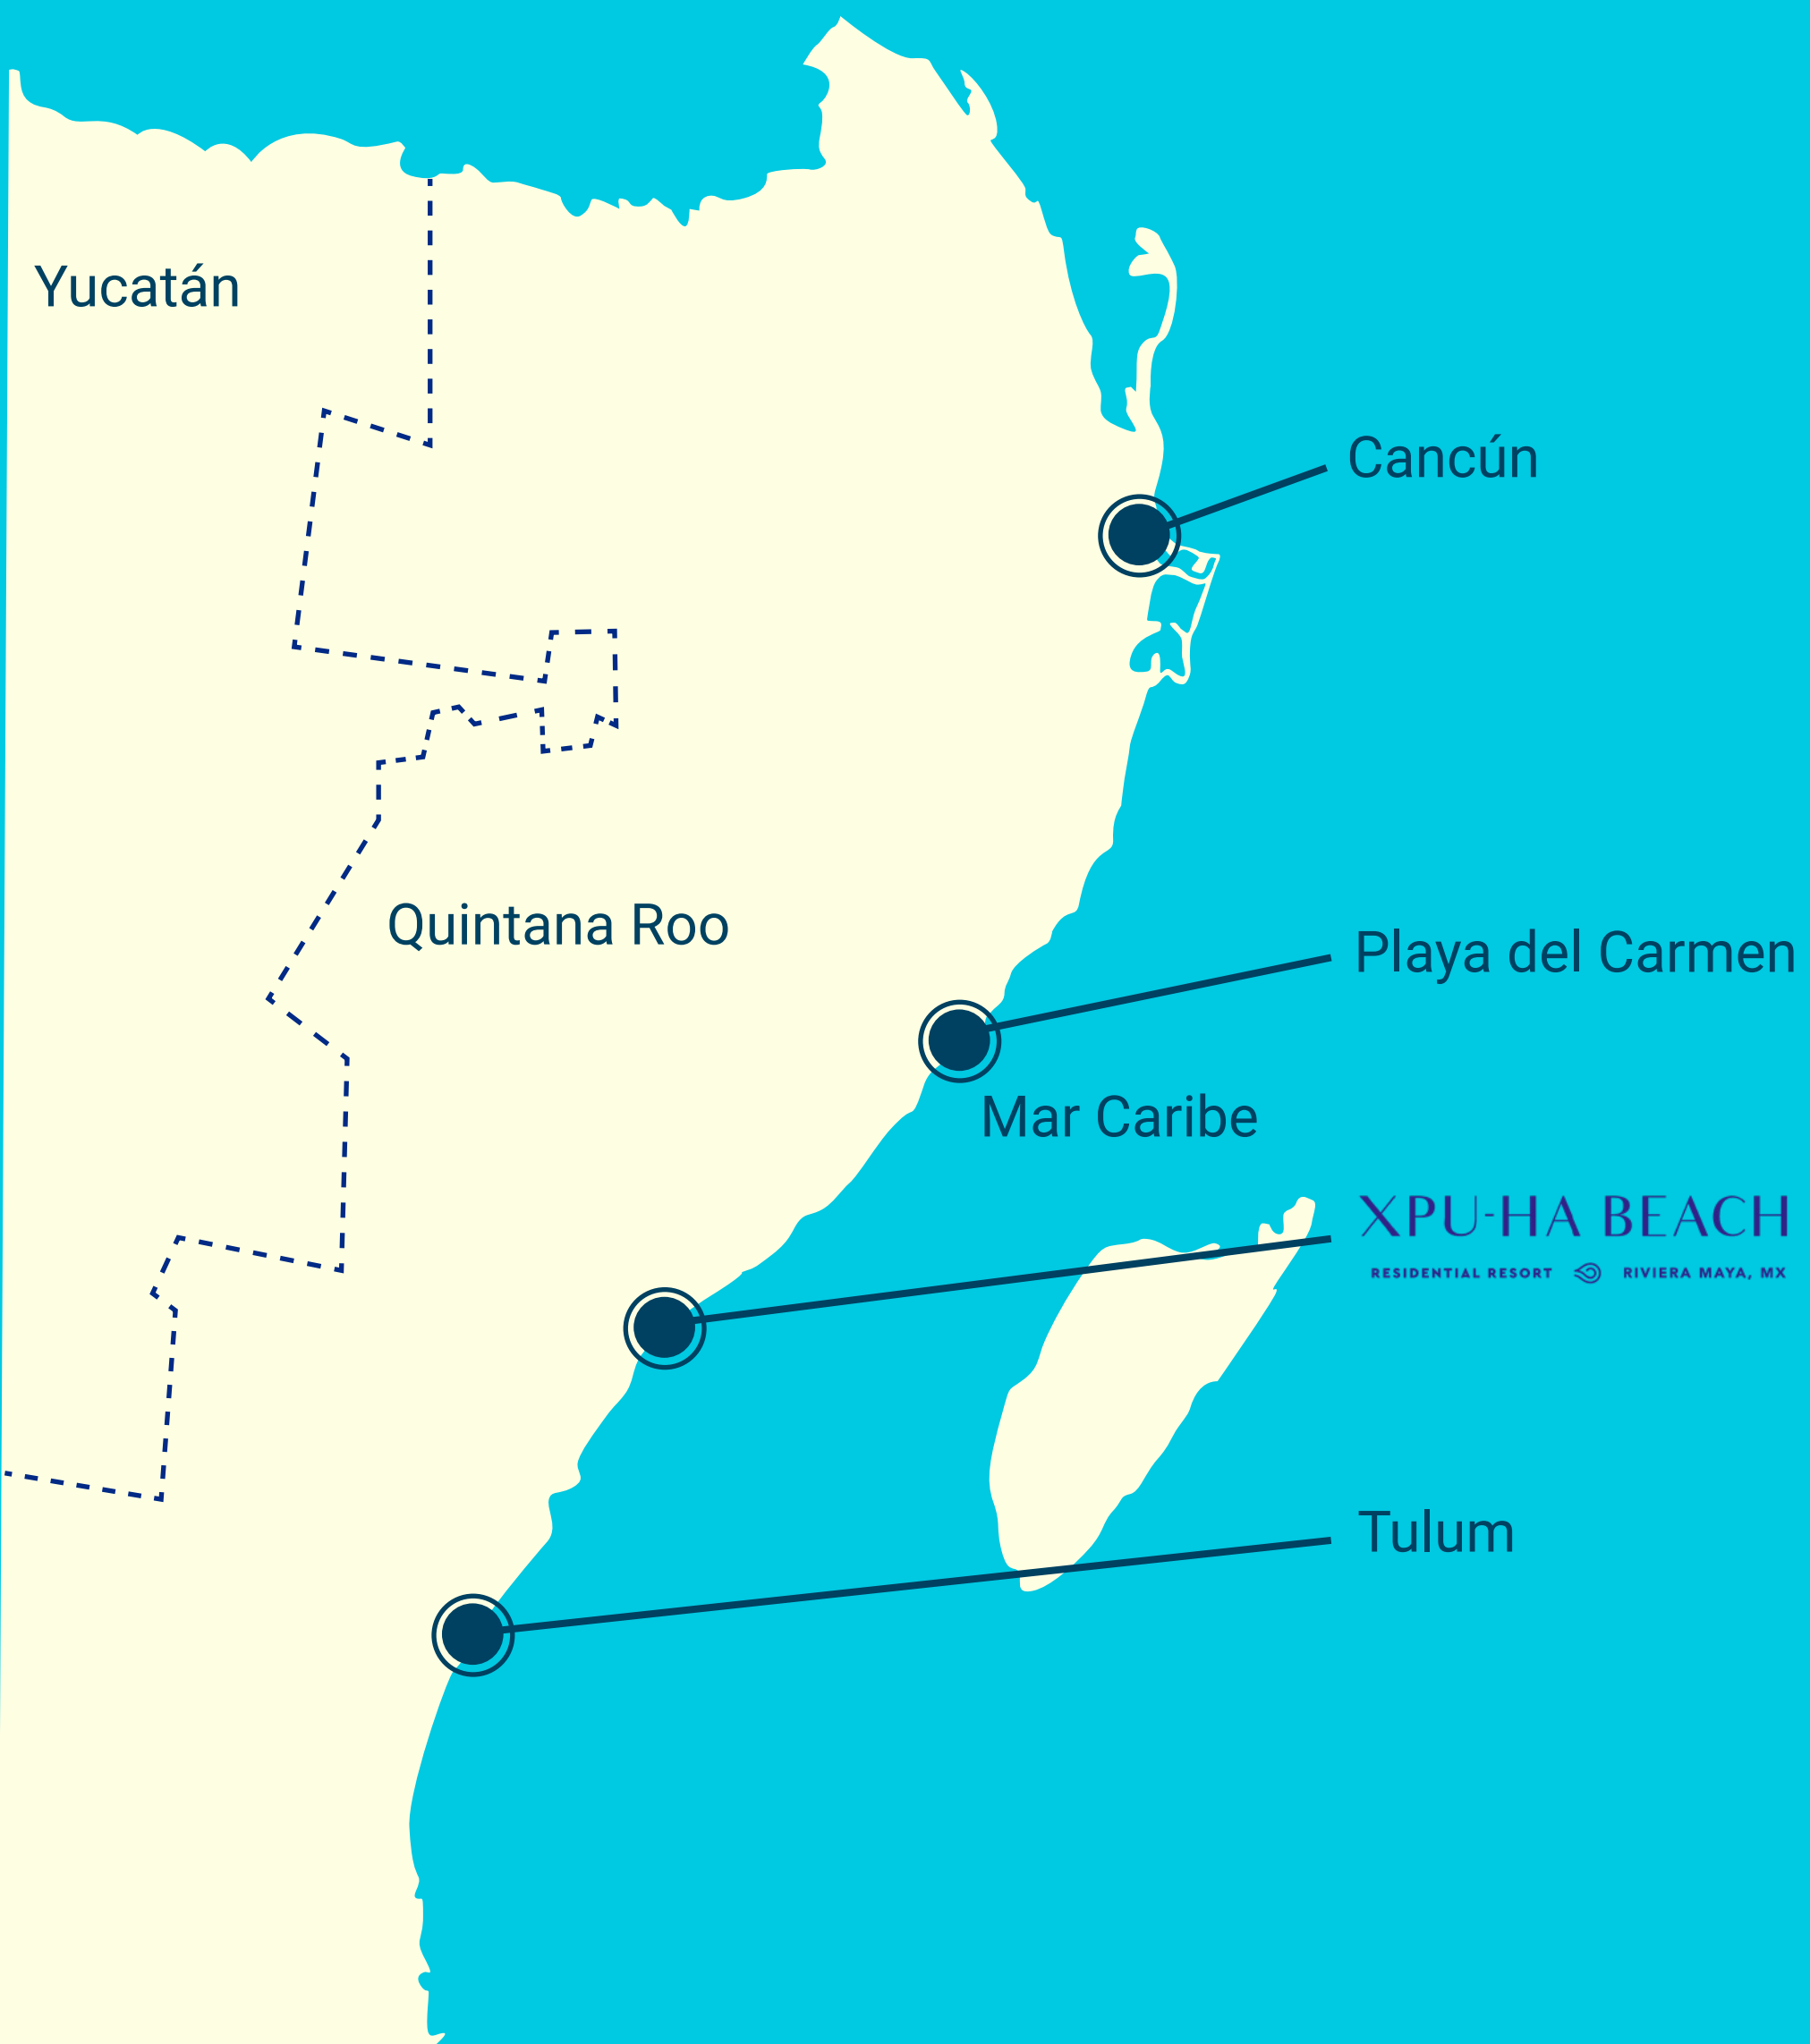 Yucatán
Cancún
Quintana Roo
Playa del Carmen
Mar Caribe
XPU-HA BEACH
RESIDENTIAL RESORT RIVIERA MAYA, MX
Tulum